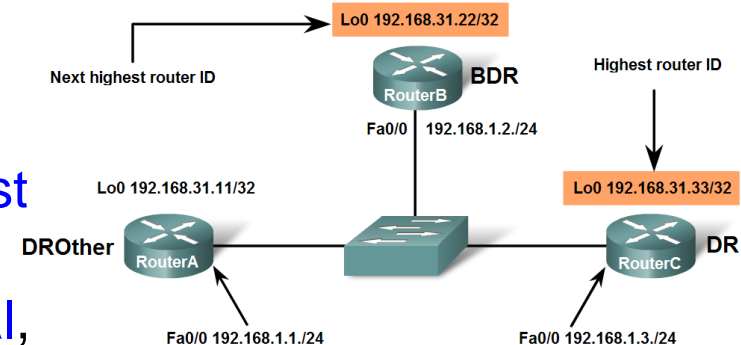 Lo0 192.168.31.22/32
Next highest router ID
BDR
RouterB
Highest router ID
Fa0/0 192.168.1.2./24
st
Lo0 192.168.31.11/32
Lo0 192.168.31.33/32
DROther
RouterA
RouterC
DR
l,
Fa0/0 192.168.1.1./24
Fa0/0 192.168.1.3./24